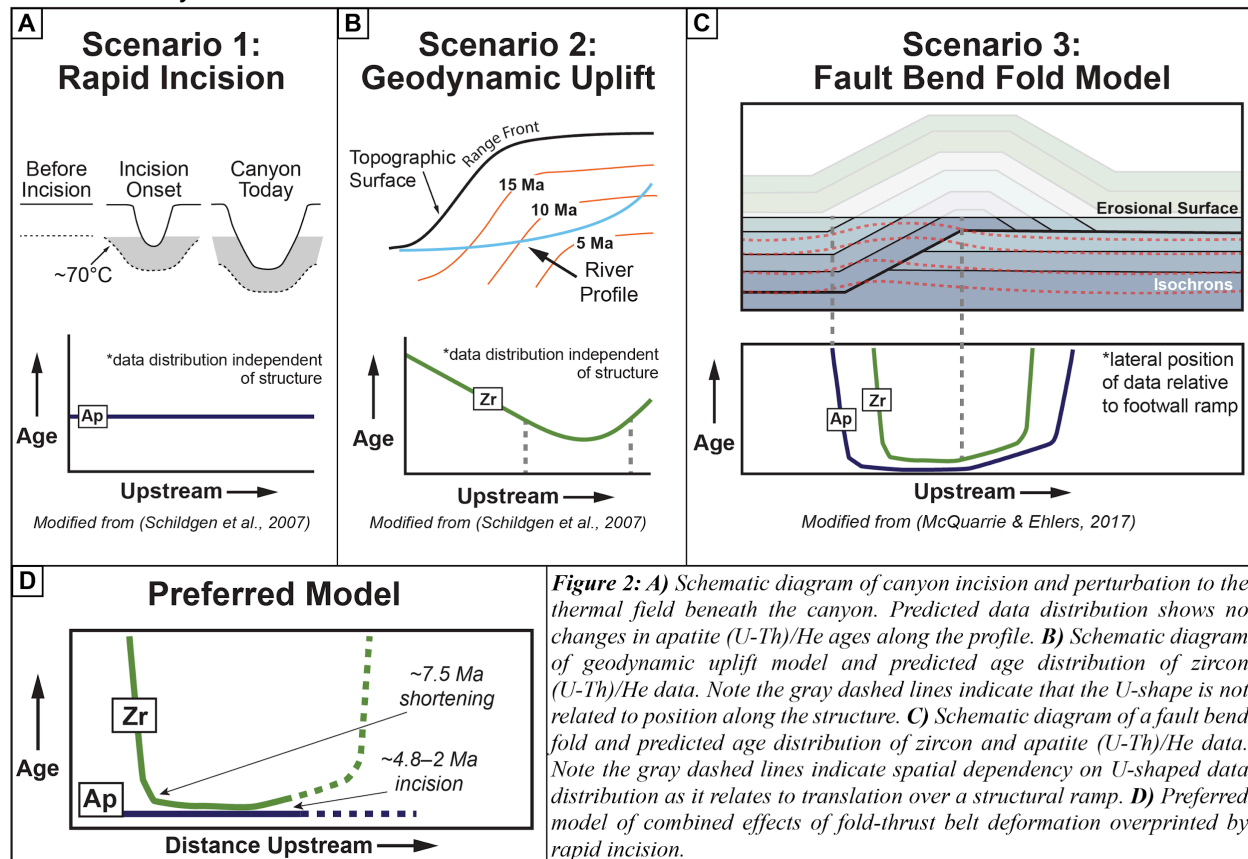 A
Scenario 1:
Rapid Incision
Before
Incision
Incision
Onset
Canyon
Today
~70°C
*data distribution independent
of structure
Ap
Age
Upstream
Modified from (Schildgen et al., 2007)
B
Scenario 2:
Geodynamic Uplift
Topographic
Surface
Range Front
15 Ma
10 Ma
5 Ma
River
Profile
*data distribution independent
of structure
Zr
Age
Upstream
Modified from (Schildgen et al., 2007)
C
Scenario 3:
Fault Bend Fold Model
Erosional Surface
Isochrons
*lateral position
of data relative
to footwall ramp
Zr
Ap
Age
Upstream
Modified from (McQuarrie & Ehlers, 2017)
D
Preferred Model
Zr
~7.5 Ma
shortening
~4.8–2 Ma
incision
Ap
Age
Distance Upstream
Figure 2: A) Schematic diagram of canyon incision and perturbation to the
thermal field beneath the canyon. Predicted data distribution shows no
changes in apatite (U-Th)/He ages along the profile. B) Schematic diagram
of geodynamic uplift model and predicted age distribution of zircon
(U-Th)/He data. Note the gray dashed lines indicate that the U-shape is not
related to position along the structure. C) Schematic diagram of a fault bend
fold and predicted age distribution of zircon and apatite (U-Th)/He data.
Note the gray dashed lines indicate spatial dependency on U-shaped data
distribution as it relates to translation over a structural ramp. D) Preferred
model of combined effects of fold-thrust belt deformation overprinted by
rapid incision.